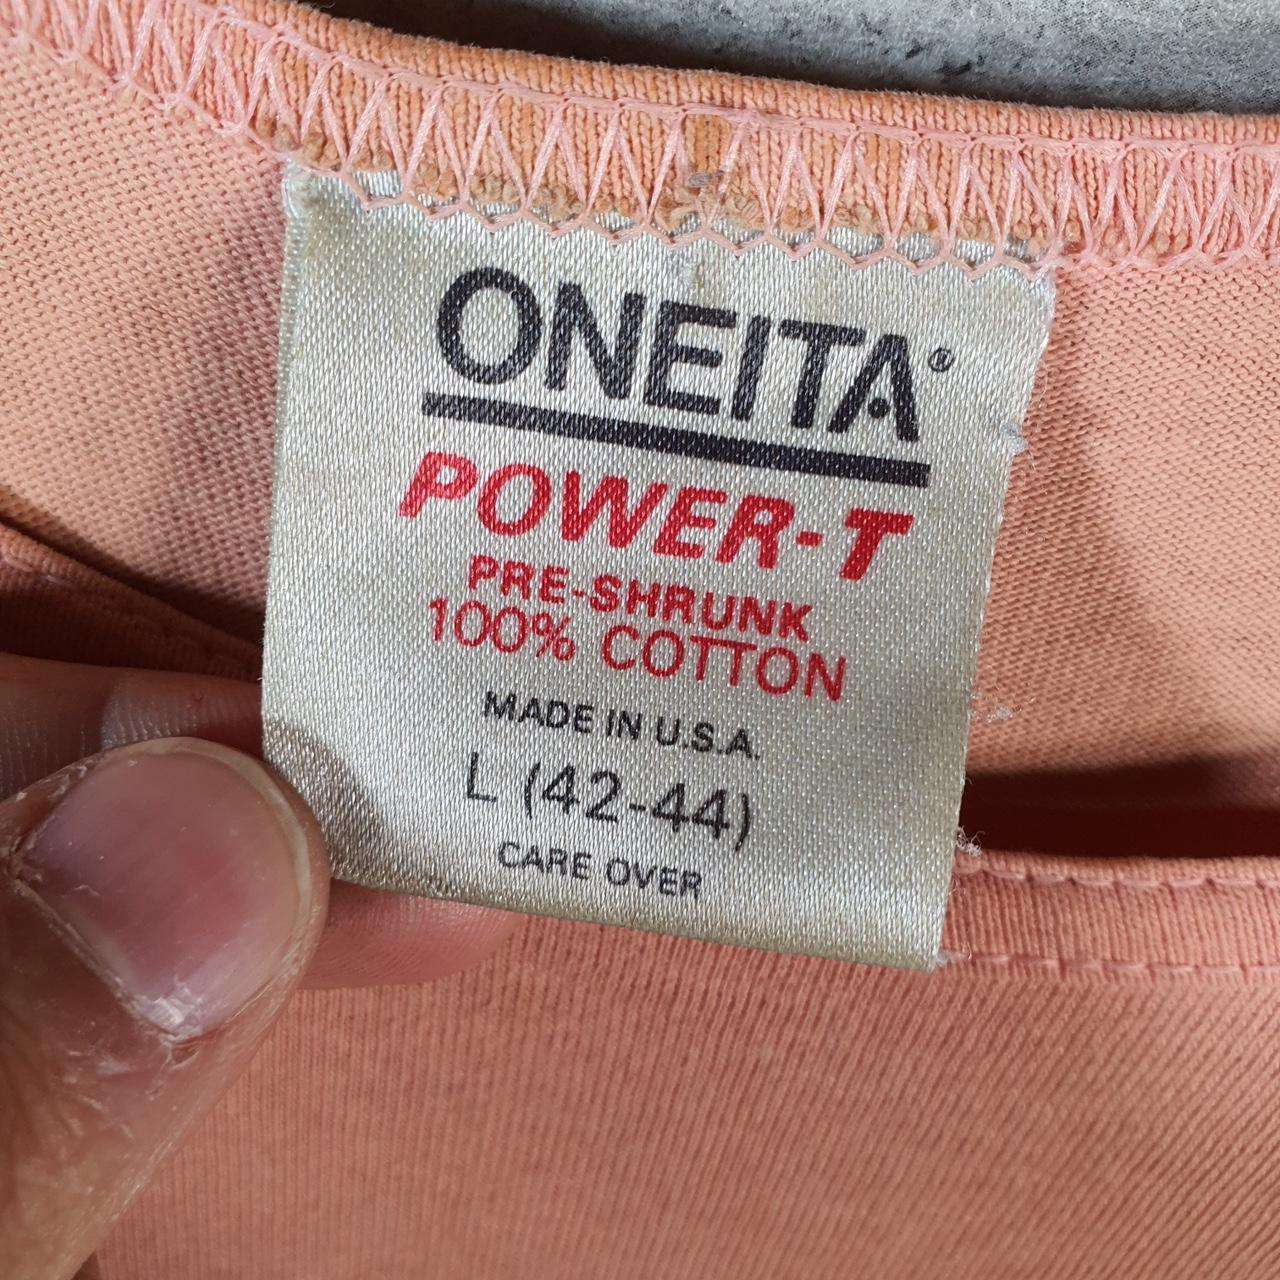 ONEITA®
POWER-T
PRE-SHRUNK
100% COTTON
MADE IN U.S.A.
L (42-44)
CARE OVER